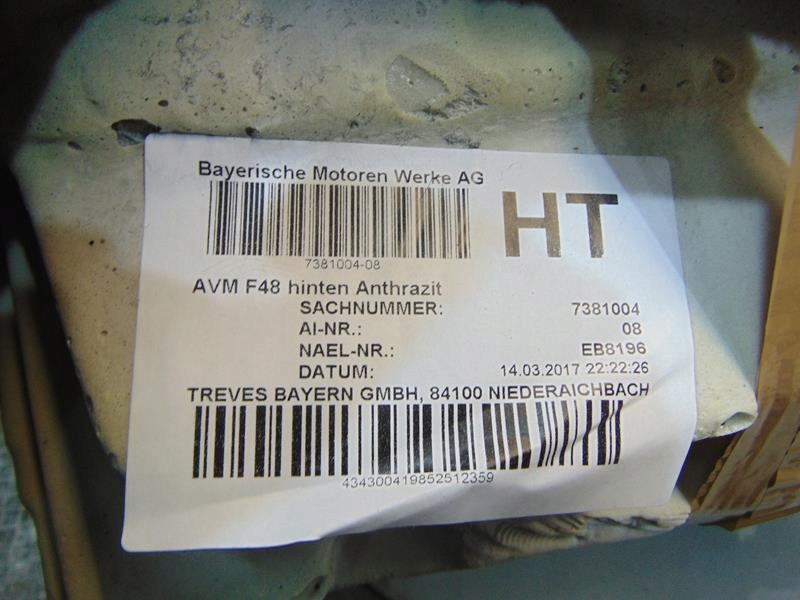 Bayerische Motoren Werke AG
HT
7381004-08
AVM F48 hinten Anthrazit
SACHNUMMER: 7381004
AI-NR.: 08
NAEL-NR.: EB8196
DATUM: 14.03.2017 22:22:26
TREVES BAYERN GMBH, 84100 NIEDERAICHBACH
434300419852512359